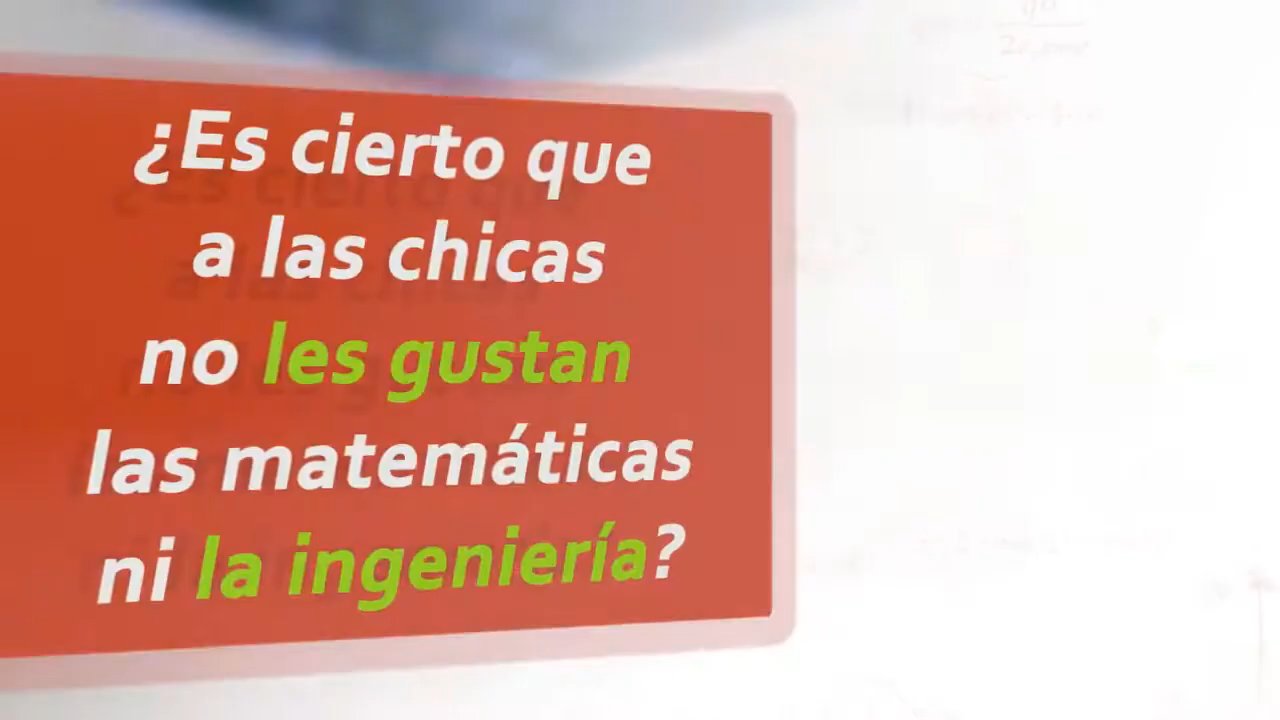 ¿Es cierto que
a las chicas
no les gustan
las matemáticas
ni la ingeniería?